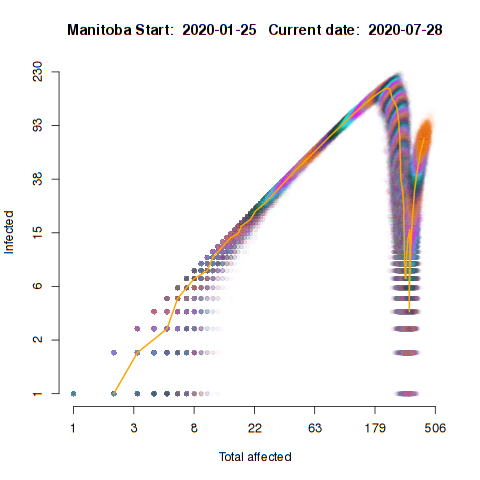 Manitoba Start:  2020-01-25   Current date:  2020-07-28
230
93
38
15
6
2
1
Infected
1 3 8 22 63 179 506
Total affected